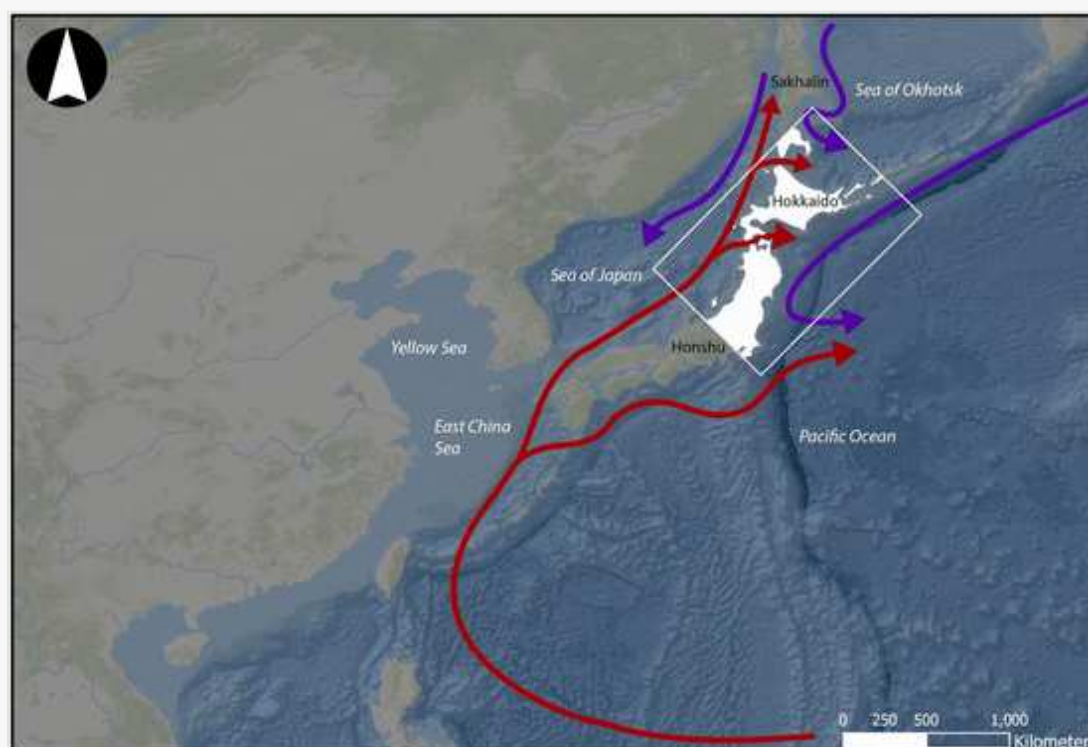 Sakhalin
Sea of Okhotsk
Hokkaido
Sea of Japan
Yellow Sea
Honshu
East China
Sea
Pacific Ocean
0 250 500 1,000
Kilometers